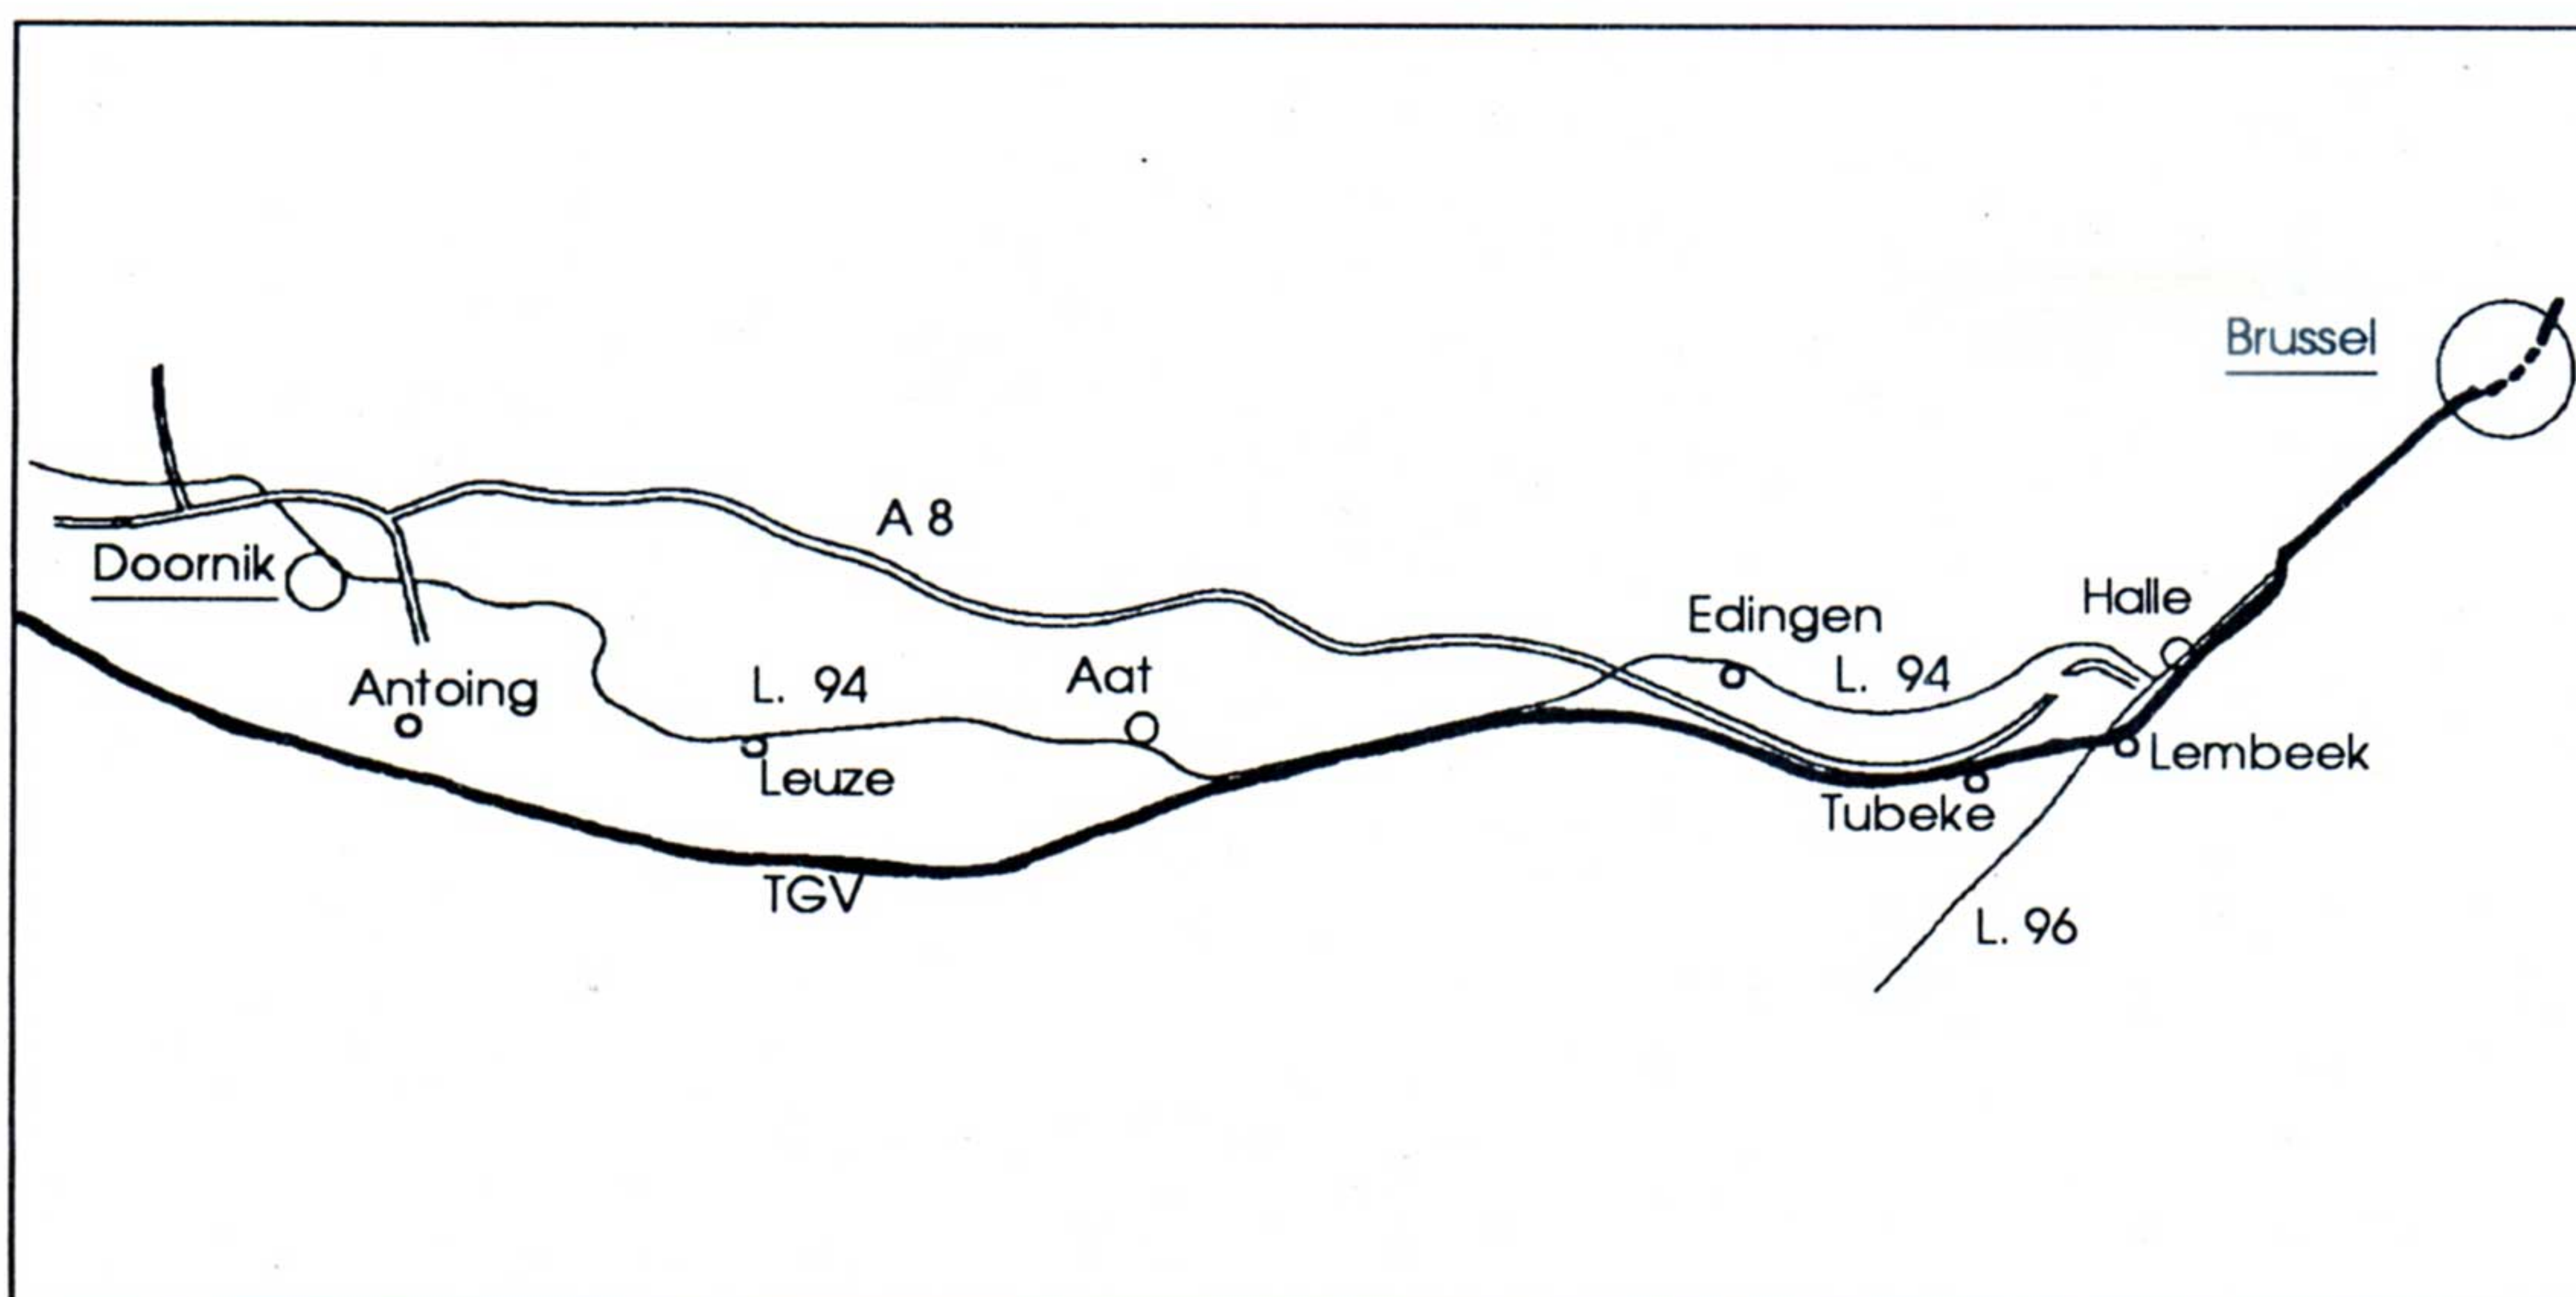 Brussel
A 8
Doornik
Edingen
Halle
Antoing
L. 94
Aat
L. 94
Leuze
Lembeek
Tubeke
TGV
L. 96